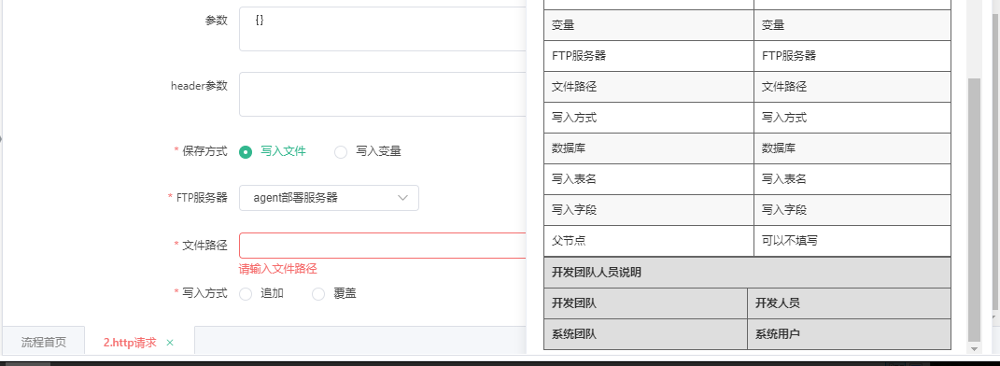 参数
{}
header参数
* 保存方式 写入文件 写入变量
* FTP服务器 agent部署服务器
* 文件路径
请输入文件路径
* 写入方式 追加 覆盖
流程首页 2.http请求 ×
变量 变量
FTP服务器 FTP服务器
文件路径 文件路径
写入方式 写入方式
数据库 数据库
写入表名 写入表名
写入字段 写入字段
父节点 可以不填写
开发团队人员说明
开发团队 开发人员
系统团队 系统用户